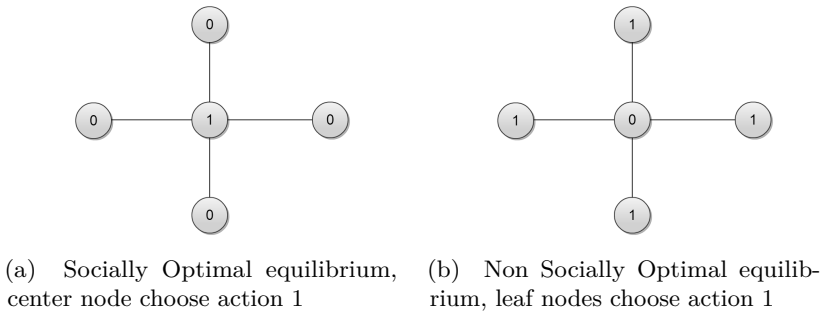 0
1
0 1 0
1 0 1
0
1
(a) Socially Optimal equilibrium,
center node choose action 1
(b) Non Socially Optimal equilib-
rium, leaf nodes choose action 1